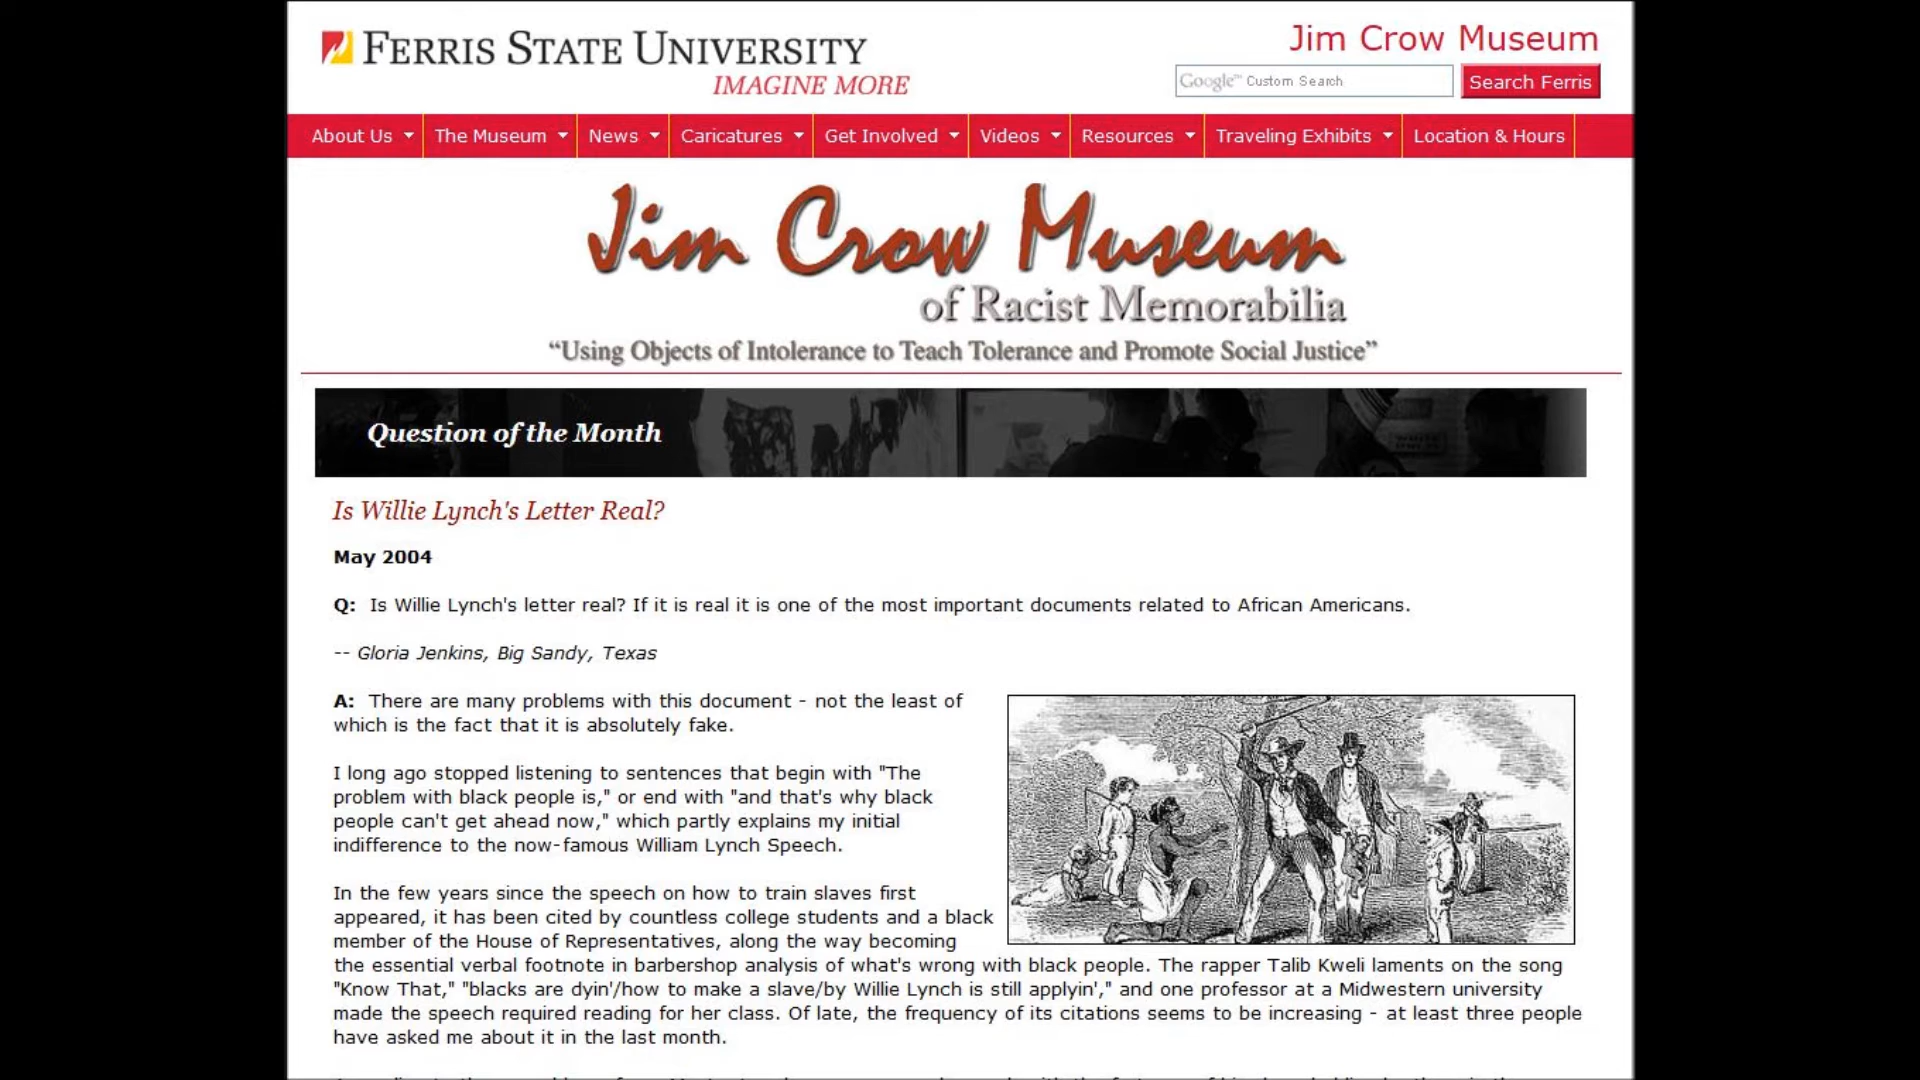 FERRIS STATE UNIVERSITY
IMAGINE MORE
Jim Crow Museum
Google™ Custom Search
Search Ferris
About Us
The Museum
News
Caricatures
Get Involved
Videos
Resources
Traveling Exhibits
Location & Hours
Jim Crow Museum
of Racist Memorabilia
“Using Objects of Intolerance to Teach Tolerance and Promote Social Justice”
Question of the Month
Is Willie Lynch's Letter Real?
May 2004
Q: Is Willie Lynch's letter real? If it is real it is one of the most important documents related to African Americans.
-- Gloria Jenkins, Big Sandy, Texas
A: There are many problems with this document - not the least of
which is the fact that it is absolutely fake.
I long ago stopped listening to sentences that begin with "The
problem with black people is," or end with "and that's why black
people can't get ahead now," which partly explains my initial
indifference to the now-famous William Lynch Speech.
In the few years since the speech on how to train slaves first
appeared, it has been cited by countless college students and a black
member of the House of Representatives, along the way becoming
the essential verbal footnote in barbershop analysis of what's wrong with black people. The rapper Talib Kweli laments on the song
"Know That," "blacks are dyin'/how to make a slave/by Willie Lynch is still applyin'," and one professor at a Midwestern university
made the speech required reading for her class. Of late, the frequency of its citations seems to be increasing - at least three people
have asked me about it in the last month.